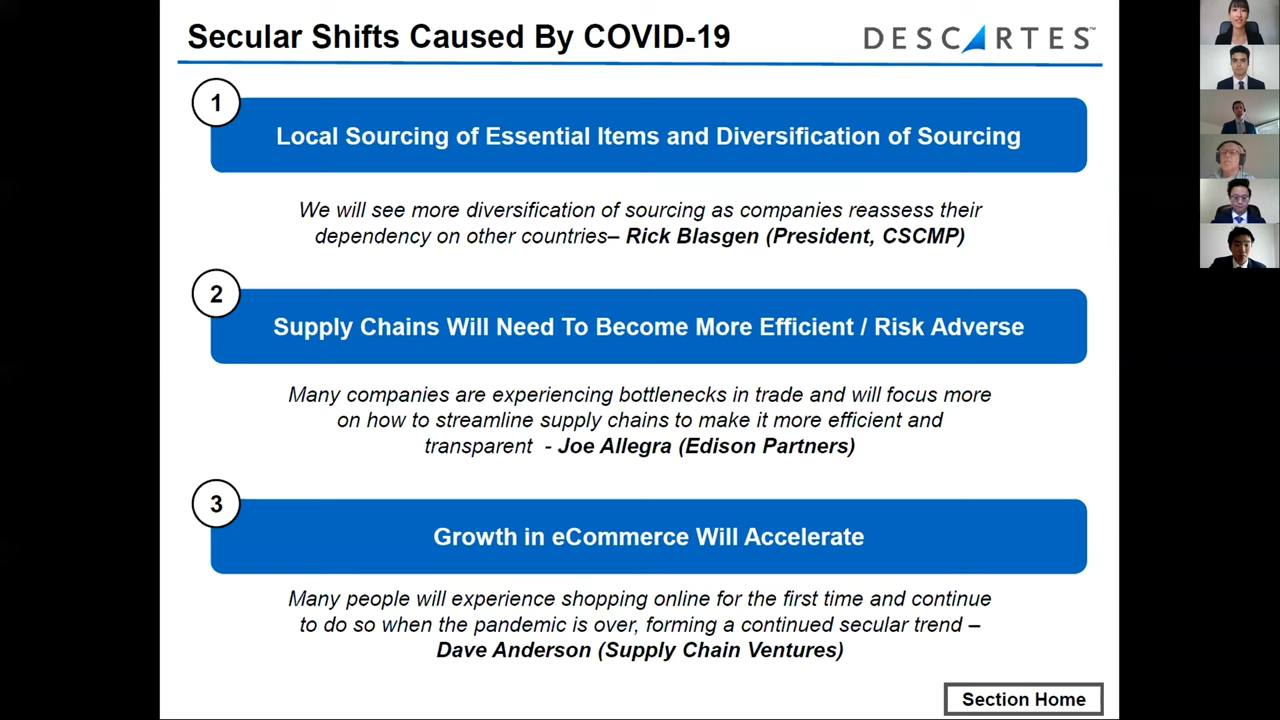 Secular Shifts Caused By COVID-19
DESCARTES™
1
Local Sourcing of Essential Items and Diversification of Sourcing
We will see more diversification of sourcing as companies reassess their
dependency on other countries– Rick Blasgen (President, CSCMP)
2
Supply Chains Will Need To Become More Efficient / Risk Adverse
Many companies are experiencing bottlenecks in trade and will focus more
on how to streamline supply chains to make it more efficient and
transparent - Joe Allegra (Edison Partners)
3
Growth in eCommerce Will Accelerate
Many people will experience shopping online for the first time and continue
to do so when the pandemic is over, forming a continued secular trend –
Dave Anderson (Supply Chain Ventures)
Section Home